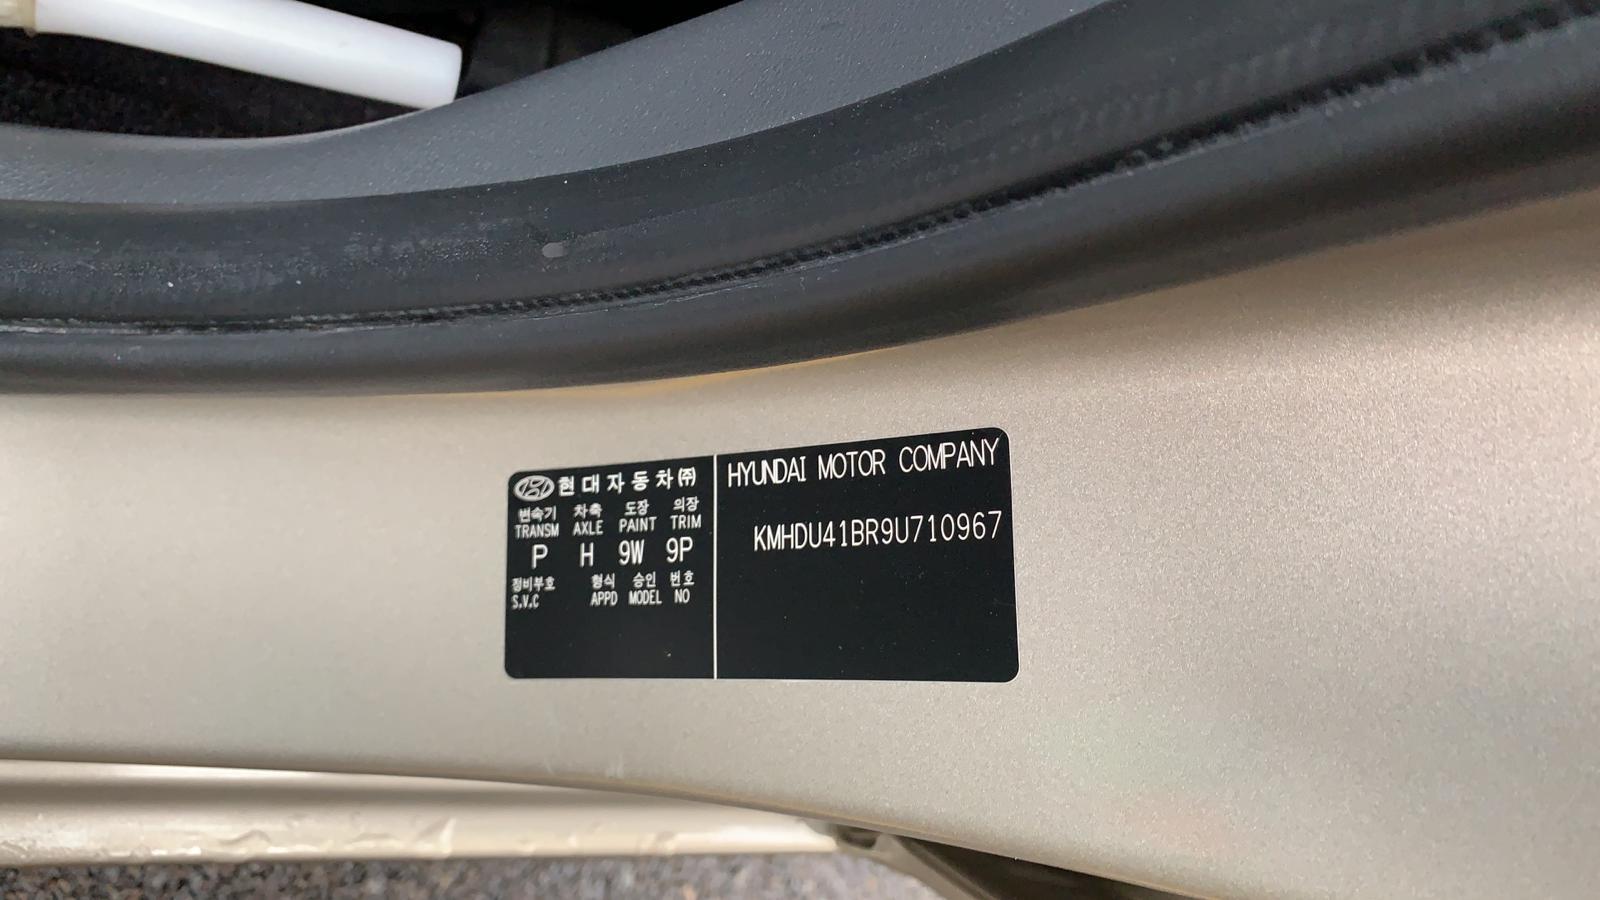 현대자동차㈜
변속기 차축 도장 의장
TRANSM AXLE PAINT TRIM
P H 9W 9P
정비부호 형식 승인 번호
S.V.C APPD MODEL NO
HYUNDAI MOTOR COMPANY
KMHDU41BR9U710967